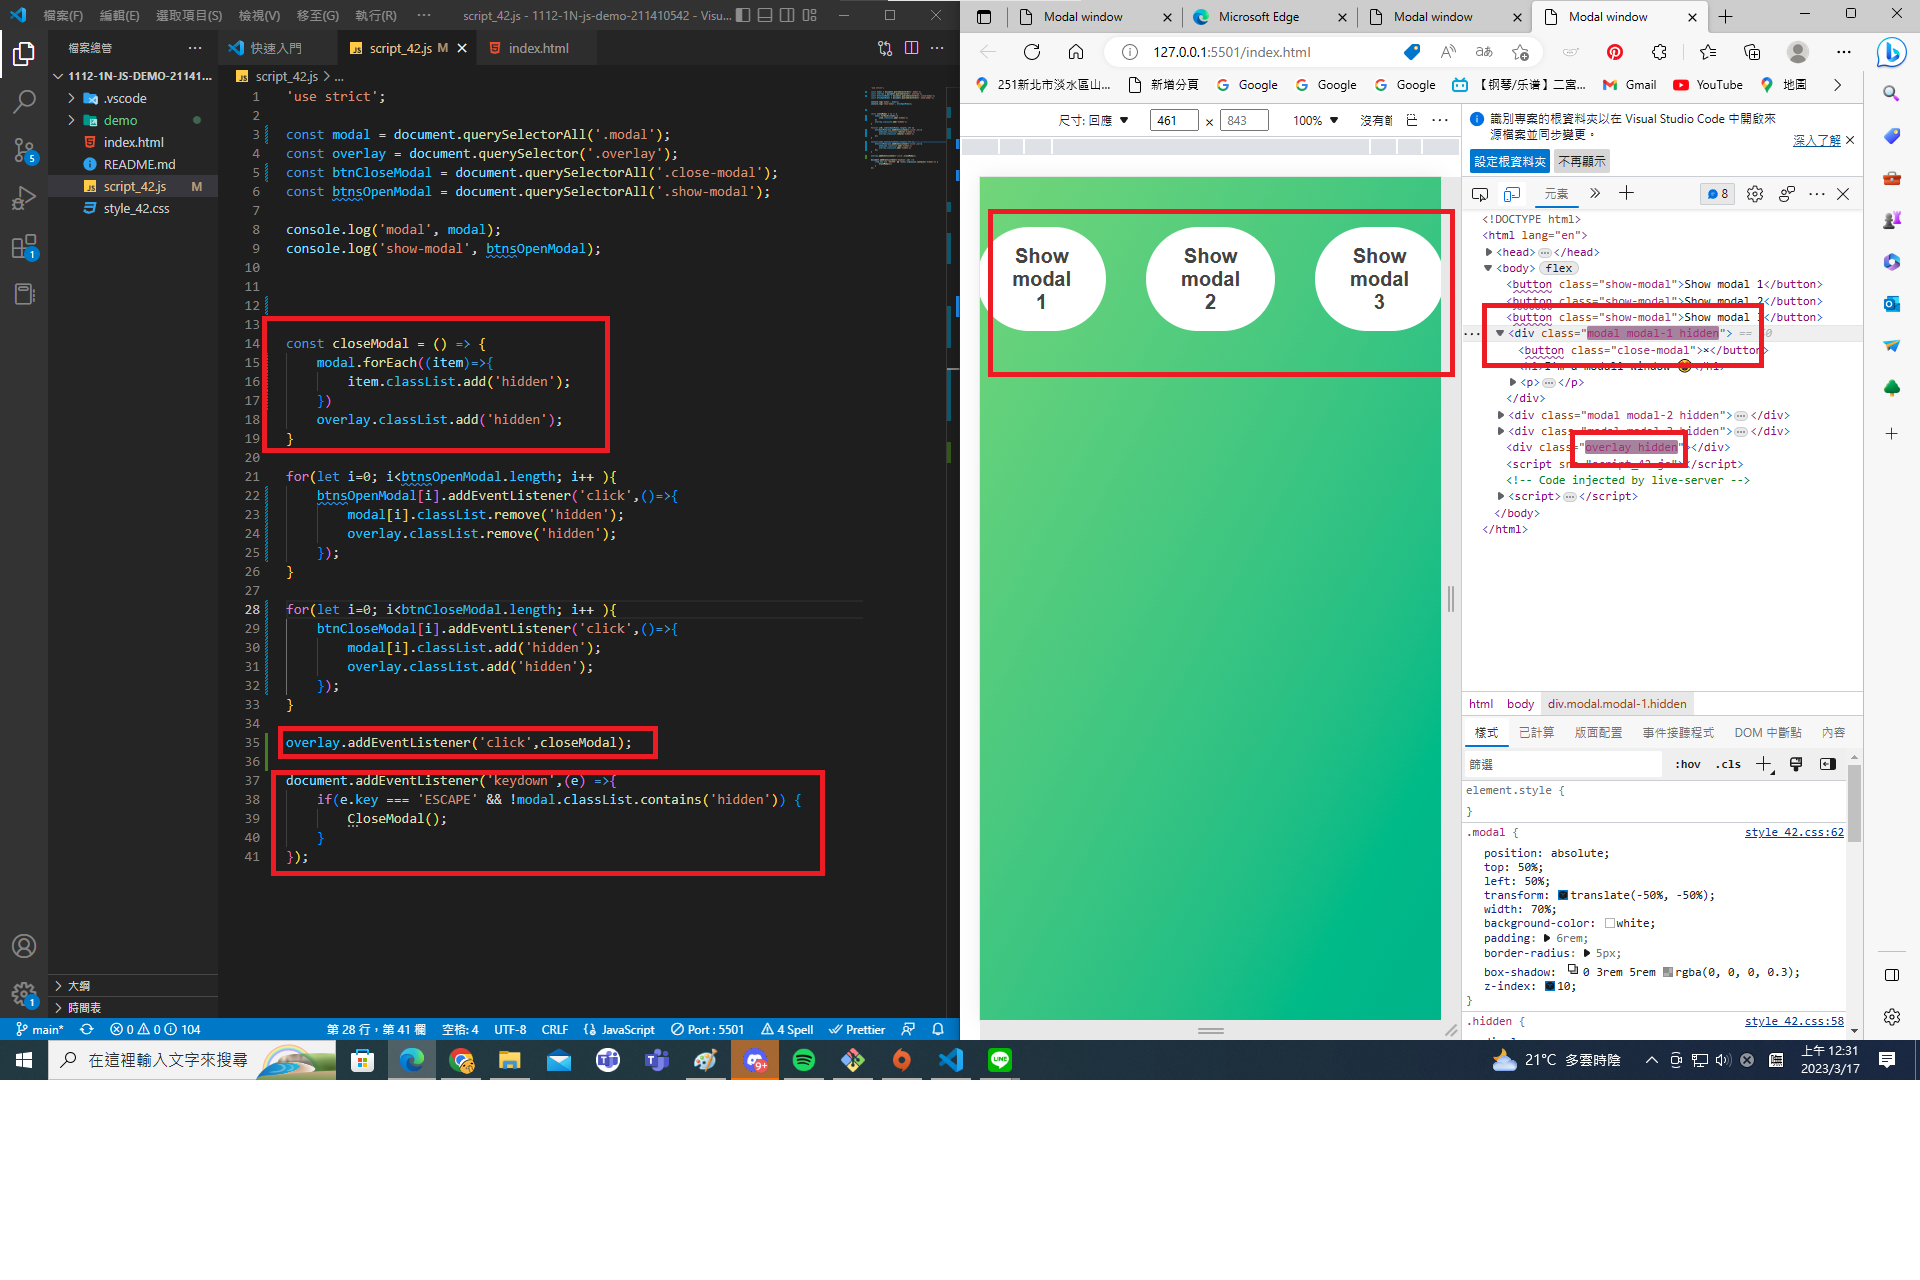 檔案(F) 編輯(E) 選取項目(S) 檢視(V) 移至(G) 執行(R) ··· script_42.js - 1112-1N-js-demo-211410542 - Visu...
檔案總管 ···
快速入門
script_42.js M
index.html
1112-1N-JS-DEMO-21141...
.vscode
demo
index.html
README.md
script_42.js M
style_42.css
大綱
時間表
JS script_42.js > ...
1 'use strict';
2
3 const modal = document.querySelectorAll('.modal');
4 const overlay = document.querySelector('.overlay');
5 const btnCloseModal = document.querySelectorAll('.close-modal');
6 const btnsOpenModal = document.querySelectorAll('.show-modal');
7
8 console.log('modal', modal);
9 console.log('show-modal', btnsOpenModal);
10
11
12
13
14 const closeModal = () => {
15 modal.forEach((item)=>{
16 item.classList.add('hidden');
17 })
18 overlay.classList.add('hidden');
19 }
20
21 for(let i=0; i<btnsOpenModal.length; i++ ){
22 btnsOpenModal[i].addEventListener('click',()=>{
23 modal[i].classList.remove('hidden');
24 overlay.classList.remove('hidden');
25 });
26 }
27
28 for(let i=0; i<btnCloseModal.length; i++ ){
29 btnCloseModal[i].addEventListener('click',()=>{
30 modal[i].classList.add('hidden');
31 overlay.classList.add('hidden');
32 });
33 }
34
35 overlay.addEventListener('click',closeModal);
36
37 document.addEventListener('keydown',(e) =>{
38 if(e.key === 'ESCAPE' && !modal.classList.contains('hidden')) {
39 CloseModal();
40 }
41 });
main* 0 0 104 第 28 行，第 41 欄 空格: 4 UTF-8 CRLF JavaScript Port : 5501 4 Spell Prettier
Modal window
Microsoft Edge
Modal window
Modal window
127.0.0.1:5501/index.html
251新北市淡水區山... 新增分頁 Google Google Google 【钢琴/乐谱】二宮... Gmail YouTube 地圖
尺寸: 回應 461 × 843 100%
Show modal 1
Show modal 2
Show modal 3
識別專案的根資料夾以在 Visual Studio Code 中開啟來
源檔案並同步變更。
深入了解
設定根資料夾 不再顯示
元素 8
<!DOCTYPE html>
<html lang="en">
<head>···</head>
<body> flex
<button class="show-modal">Show modal 1</button>
<button class="show-modal">Show modal 2</button>
<button class="show-modal">Show modal </button>
<div class="modal modal-1 hidden"> ==
<button class="close-modal">×</button>
<p>···</p>
</div>
<div class="modal modal-2 hidden">···</div>
<div class="modal modal-3 hidden">···</div>
<div class="overlay hidden"></div>
<script src="script_42.js"></script>
<!-- Code injected by live-server -->
<script>···</script>
</body>
</html>
html body div.modal.modal-1.hidden
樣式 已計算 版面配置 事件接聽程式 DOM 中斷點 內容
篩選 :hov .cls
element.style {
}
.modal { style_42.css:62
position: absolute;
top: 50%;
left: 50%;
transform: translate(-50%, -50%);
width: 70%;
background-color: white;
padding: 6rem;
border-radius: 5px;
box-shadow: 0 3rem 5rem rgba(0, 0, 0, 0.3);
z-index: 10;
}
.hidden { style_42.css:58
在這裡輸入文字來搜尋
21°C 多雲時陰
上午 12:31
2023/3/17